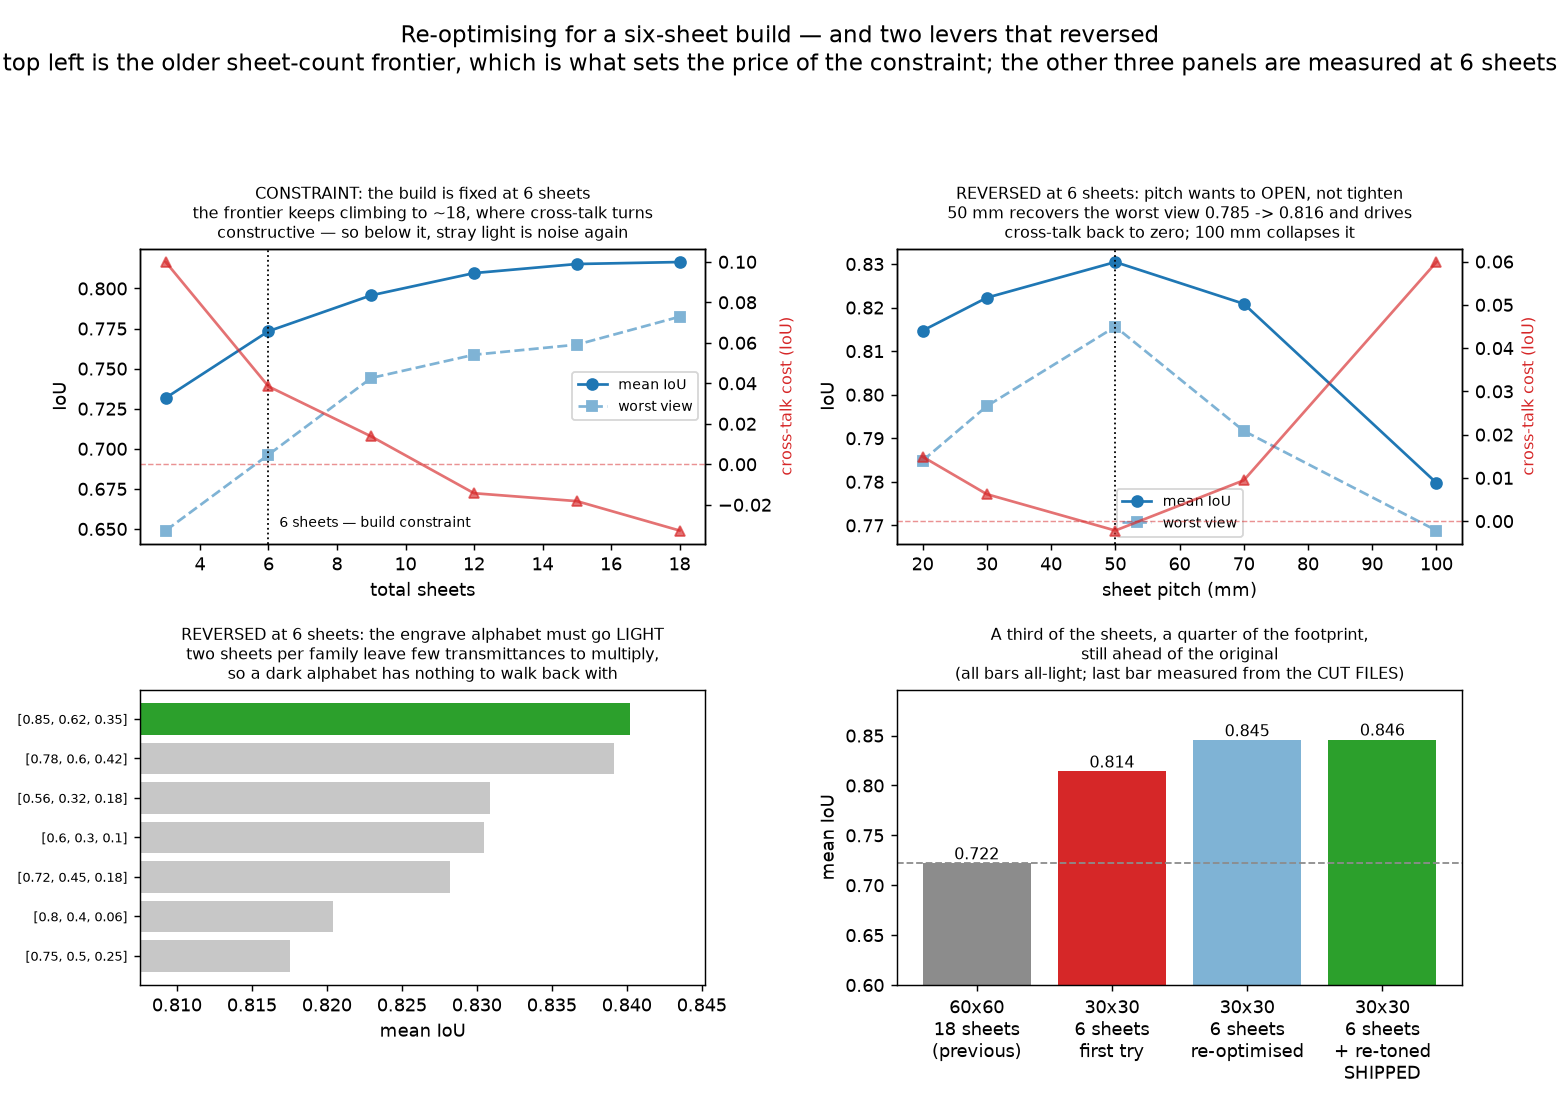 Re-optimising for a six-sheet build — and two levers that reversed
top left is the older sheet-count frontier, which is what sets the price of the constraint; the other three panels are measured at 6 sheets
CONSTRAINT: the build is fixed at 6 sheets
the frontier keeps climbing to ~18, where cross-talk turns
constructive — so below it, stray light is noise again
IoU
0.800
0.775
0.750
0.725
0.700
0.675
0.650
0.10
0.08
0.06
0.04
0.02
0.00
−0.02
cross-talk cost (IoU)
mean IoU
worst view
6 sheets — build constraint
4
6
8
10
12
14
16
18
total sheets
REVERSED at 6 sheets: pitch wants to OPEN, not tighten
50 mm recovers the worst view 0.785 -> 0.816 and drives
cross-talk back to zero; 100 mm collapses it
IoU
0.83
0.82
0.81
0.80
0.79
0.78
0.77
0.06
0.05
0.04
0.03
0.02
0.01
0.00
cross-talk cost (IoU)
mean IoU
worst view
20
30
40
50
60
70
80
90
100
sheet pitch (mm)
REVERSED at 6 sheets: the engrave alphabet must go LIGHT
two sheets per family leave few transmittances to multiply,
so a dark alphabet has nothing to walk back with
[0.85, 0.62, 0.35]
[0.78, 0.6, 0.42]
[0.56, 0.32, 0.18]
[0.6, 0.3, 0.1]
[0.72, 0.45, 0.18]
[0.8, 0.4, 0.06]
[0.75, 0.5, 0.25]
0.810
0.815
0.820
0.825
0.830
0.835
0.840
0.845
mean IoU
A third of the sheets, a quarter of the footprint,
still ahead of the original
(all bars all-light; last bar measured from the CUT FILES)
mean IoU
0.85
0.80
0.75
0.70
0.65
0.60
0.722
0.814
0.845
0.846
60x60
18 sheets
(previous)
30x30
6 sheets
first try
30x30
6 sheets
re-optimised
30x30
6 sheets
+ re-toned
SHIPPED